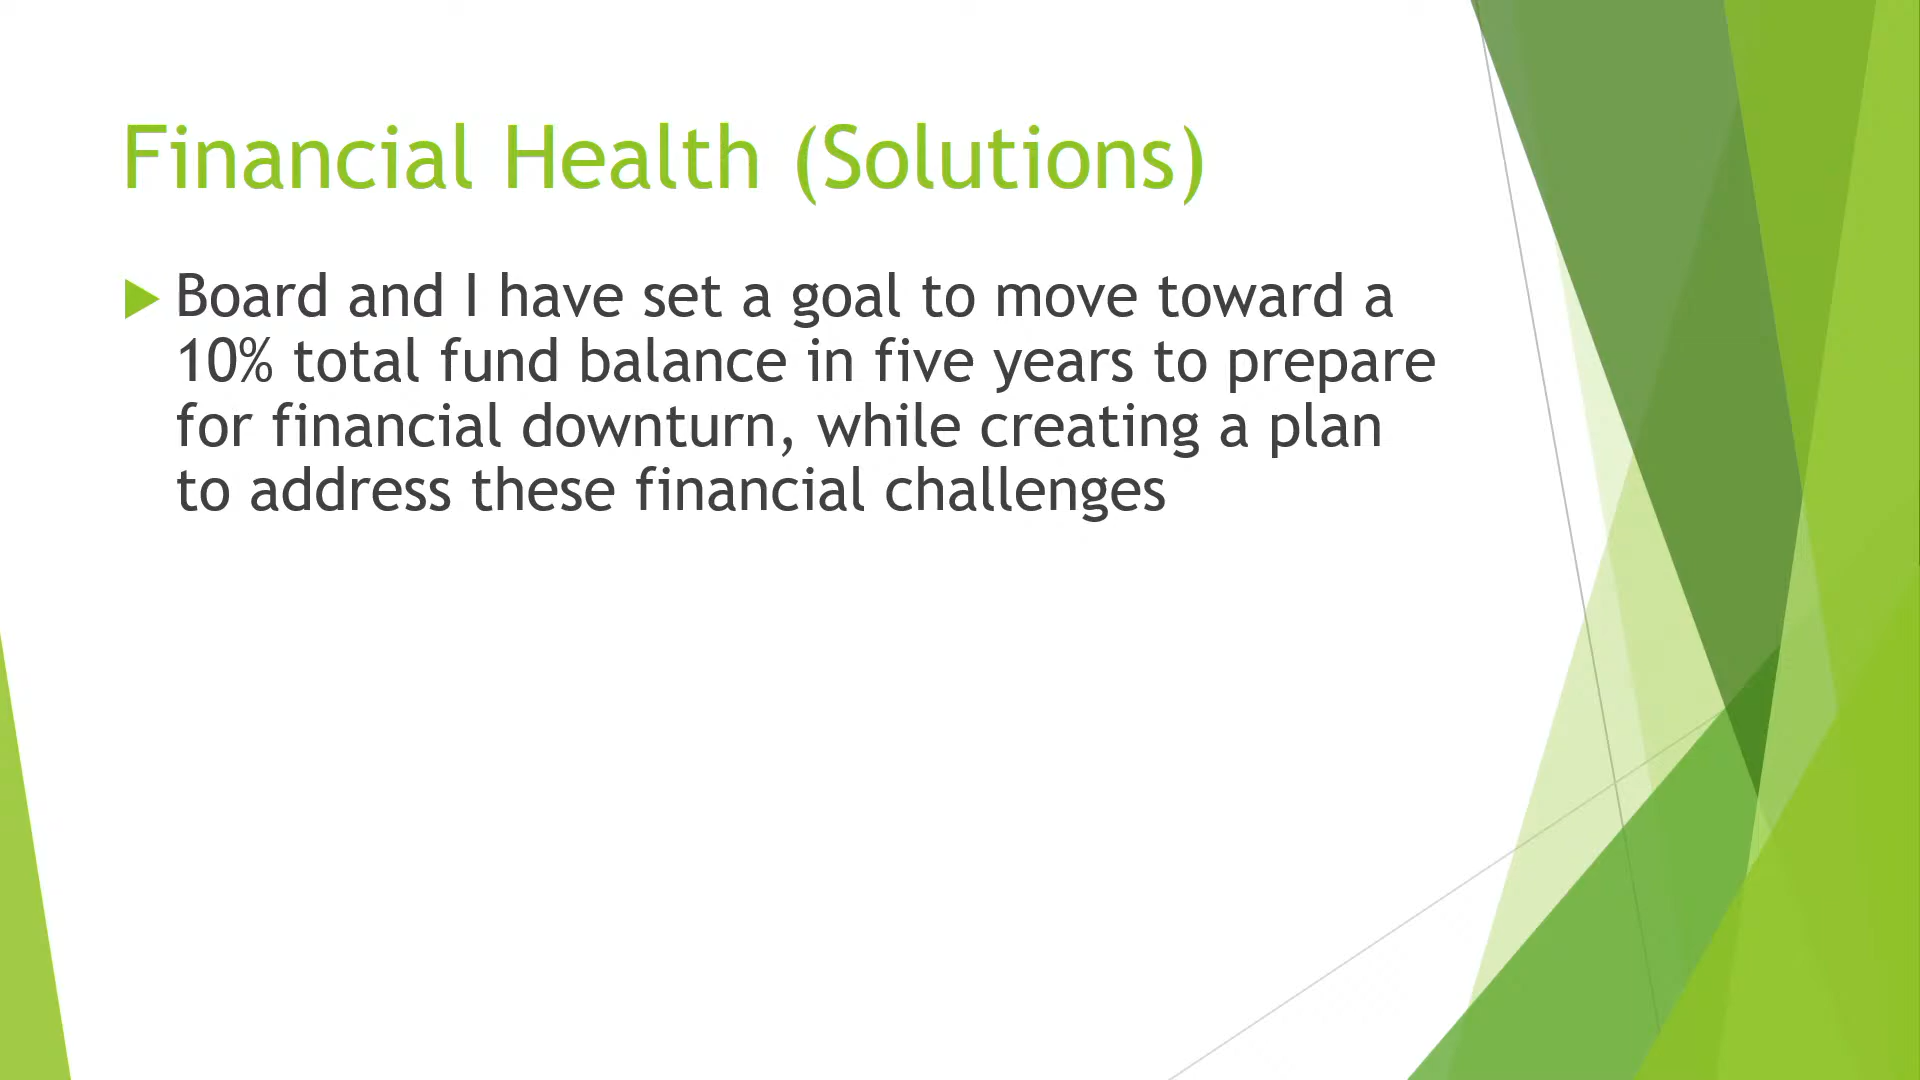 Financial Health (Solutions)
Board and I have set a goal to move toward a
10% total fund balance in five years to prepare
for financial downturn, while creating a plan
to address these financial challenges